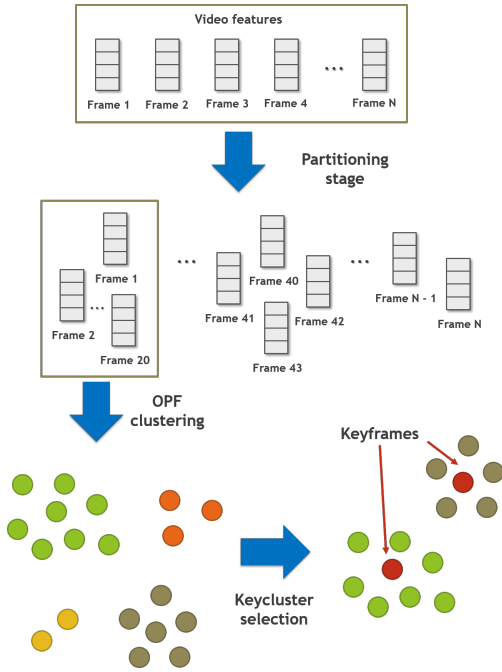 Video features
Frame 1
Frame 2
Frame 3
Frame 4
...
Frame N
Partitioning
stage
Frame 1
Frame 2
...
Frame 20
...
Frame 40
Frame 41
Frame 42
Frame 43
...
Frame N - 1
Frame N
OPF
clustering
Keyframes
Keycluster
selection